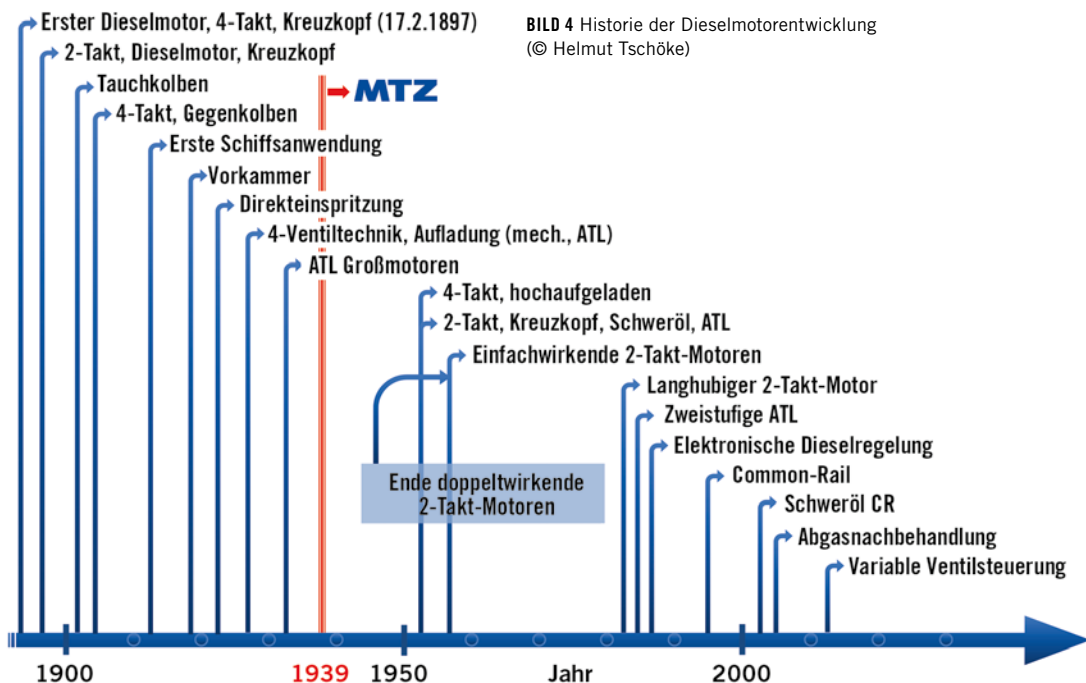 Erster Dieselmotor, 4-Takt, Kreuzkopf (17.2.1897)
BILD 4 Historie der Dieselmotorentwicklung
(© Helmut Tschöke)
2-Takt, Dieselmotor, Kreuzkopf
Tauchkolben
MTZ
4-Takt, Gegenkolben
Erste Schiffsanwendung
Vorkammer
Direkteinspritzung
4-Ventiltechnik, Aufladung (mech., ATL)
ATL Großmotoren
4-Takt, hochaufgeladen
2-Takt, Kreuzkopf, Schweröl, ATL
Einfachwirkende 2-Takt-Motoren
Langhubiger 2-Takt-Motor
Zweistufige ATL
Elektronische Dieselregelung
Common-Rail
Ende doppeltwirkende
2-Takt-Motoren
Schweröl CR
Abgasnachbehandlung
Variable Ventilsteuerung
1900 1939 1950 Jahr 2000